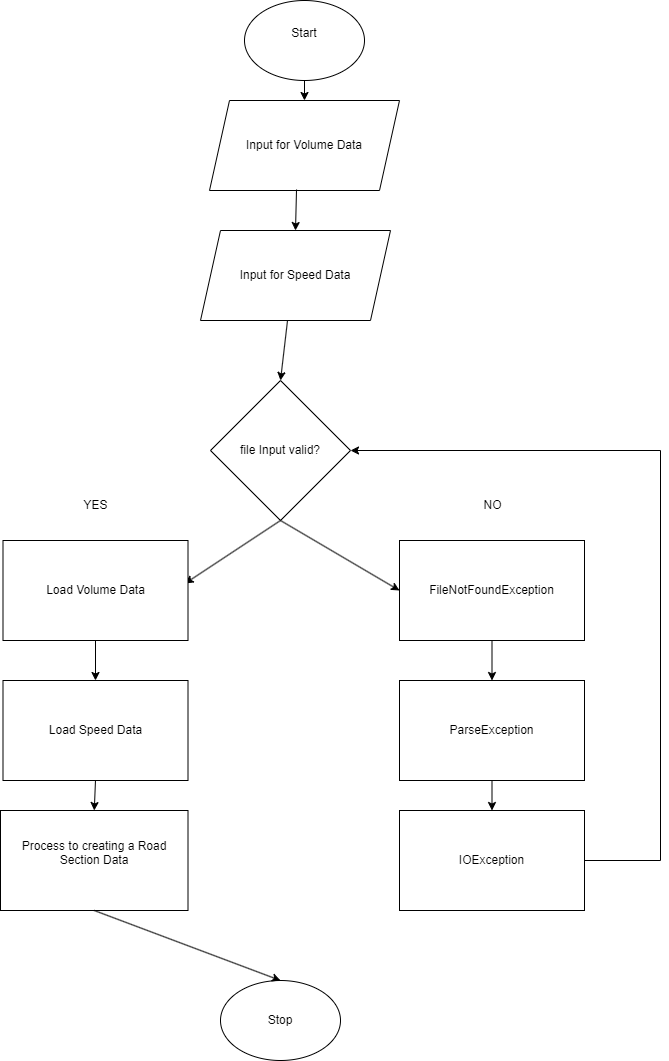 Start
Input for Volume Data
Input for Speed Data
file Input valid?
YES
NO
Load Volume Data
FileNotFoundException
Load Speed Data
ParseException
Process to creating a Road
Section Data
IOException
Stop